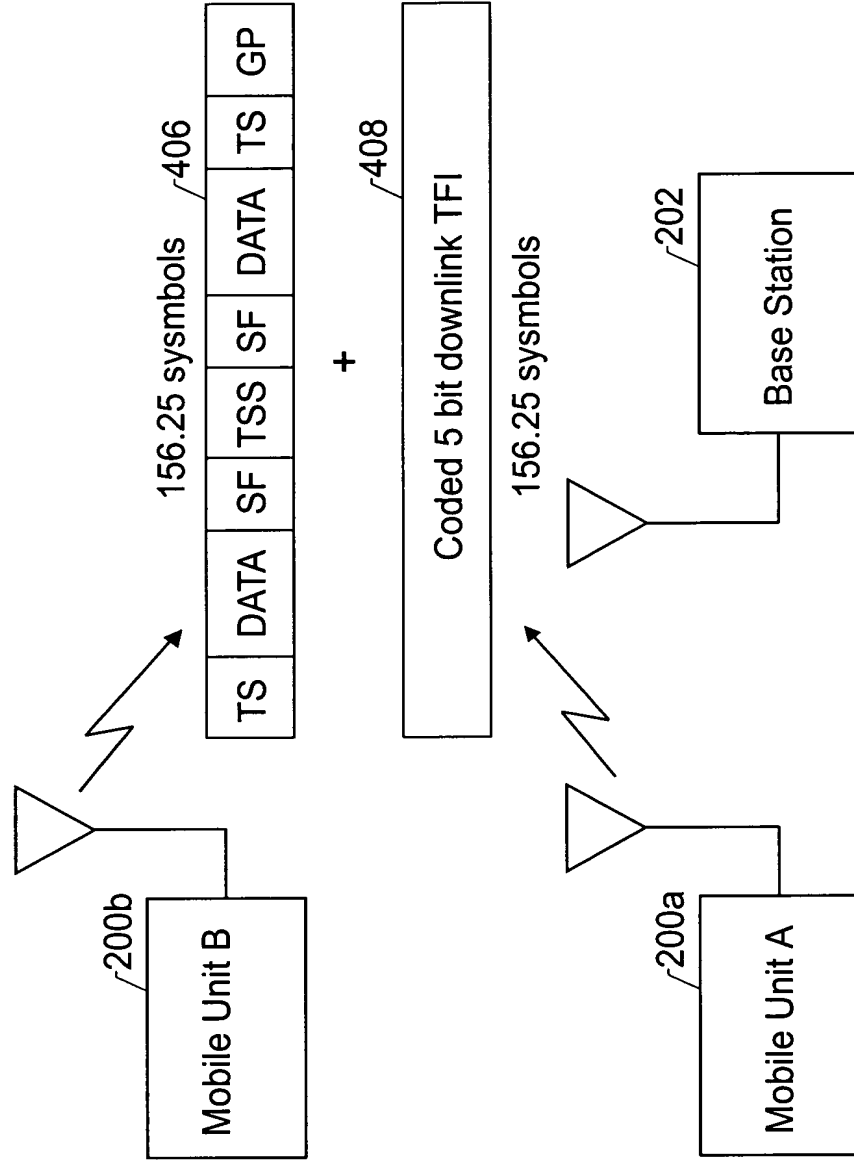 200b
Mobile Unit B
156.25 sysmbols
406
TS DATA SF TSS SF DATA TS GP
+
408
Coded 5 bit downlink TFI
156.25 sysmbols
200a
Mobile Unit A
202
Base Station